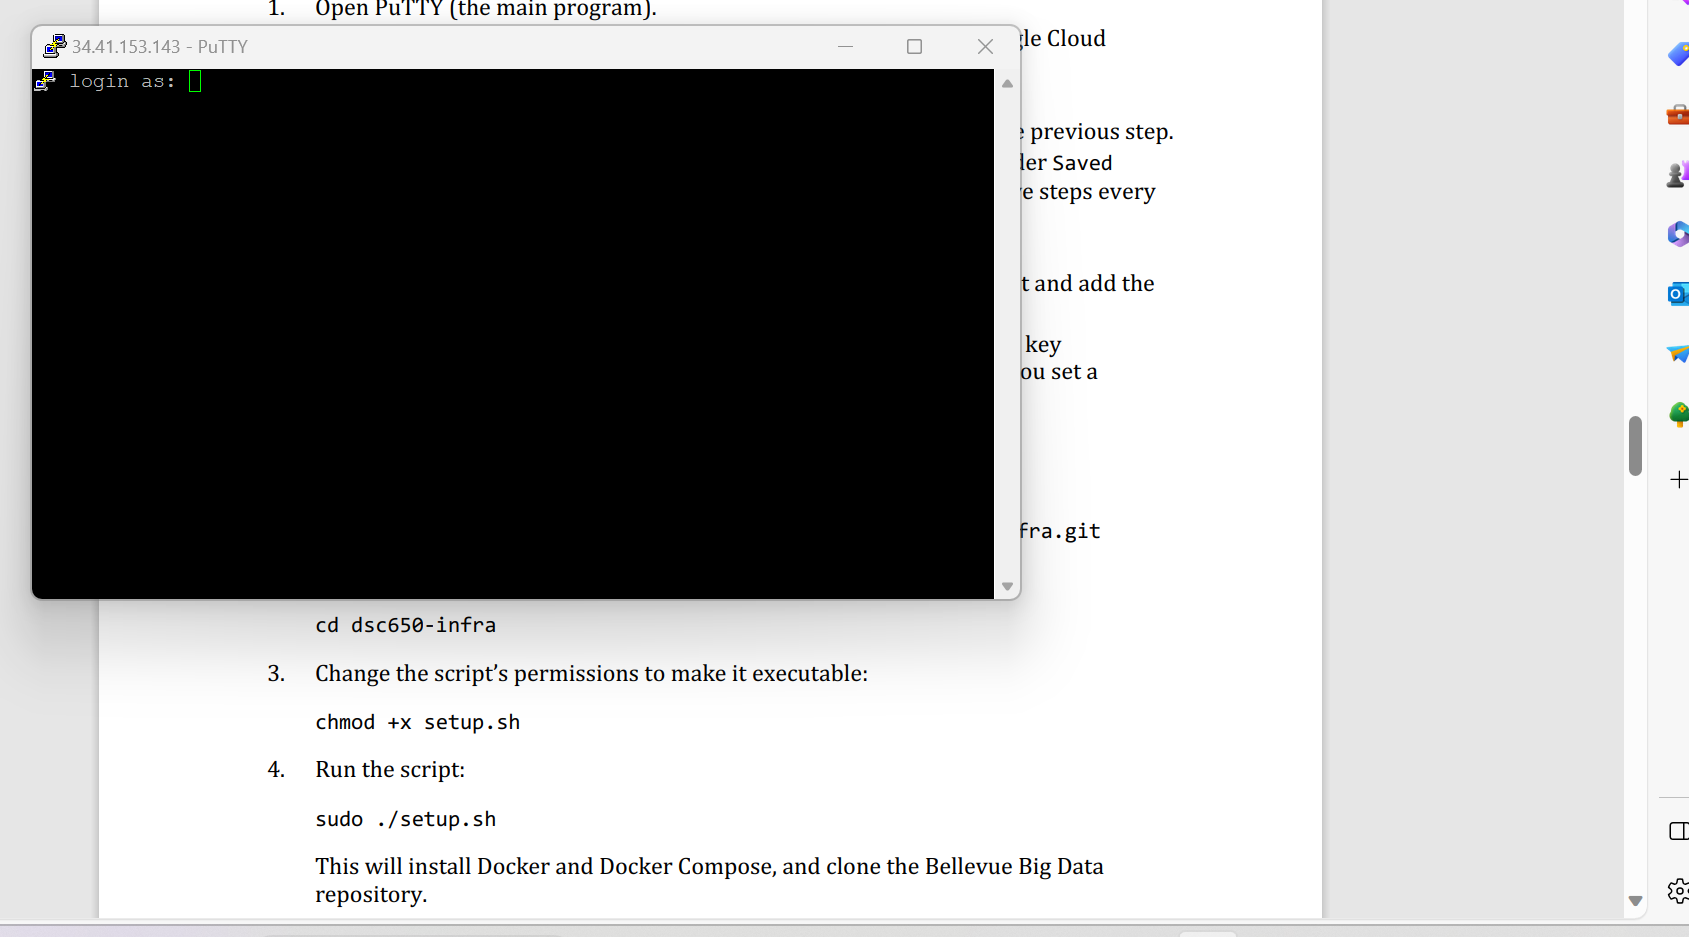 1. Open PuTTY (the main program).
34.41.153.143 - PuTTY
login as:
gle Cloud
previous step.
der Saved
e steps every
t and add the
key
ou set a
fra.git
cd dsc650-infra
3. Change the script’s permissions to make it executable:
chmod +x setup.sh
4. Run the script:
sudo ./setup.sh
This will install Docker and Docker Compose, and clone the Bellevue Big Data
repository.